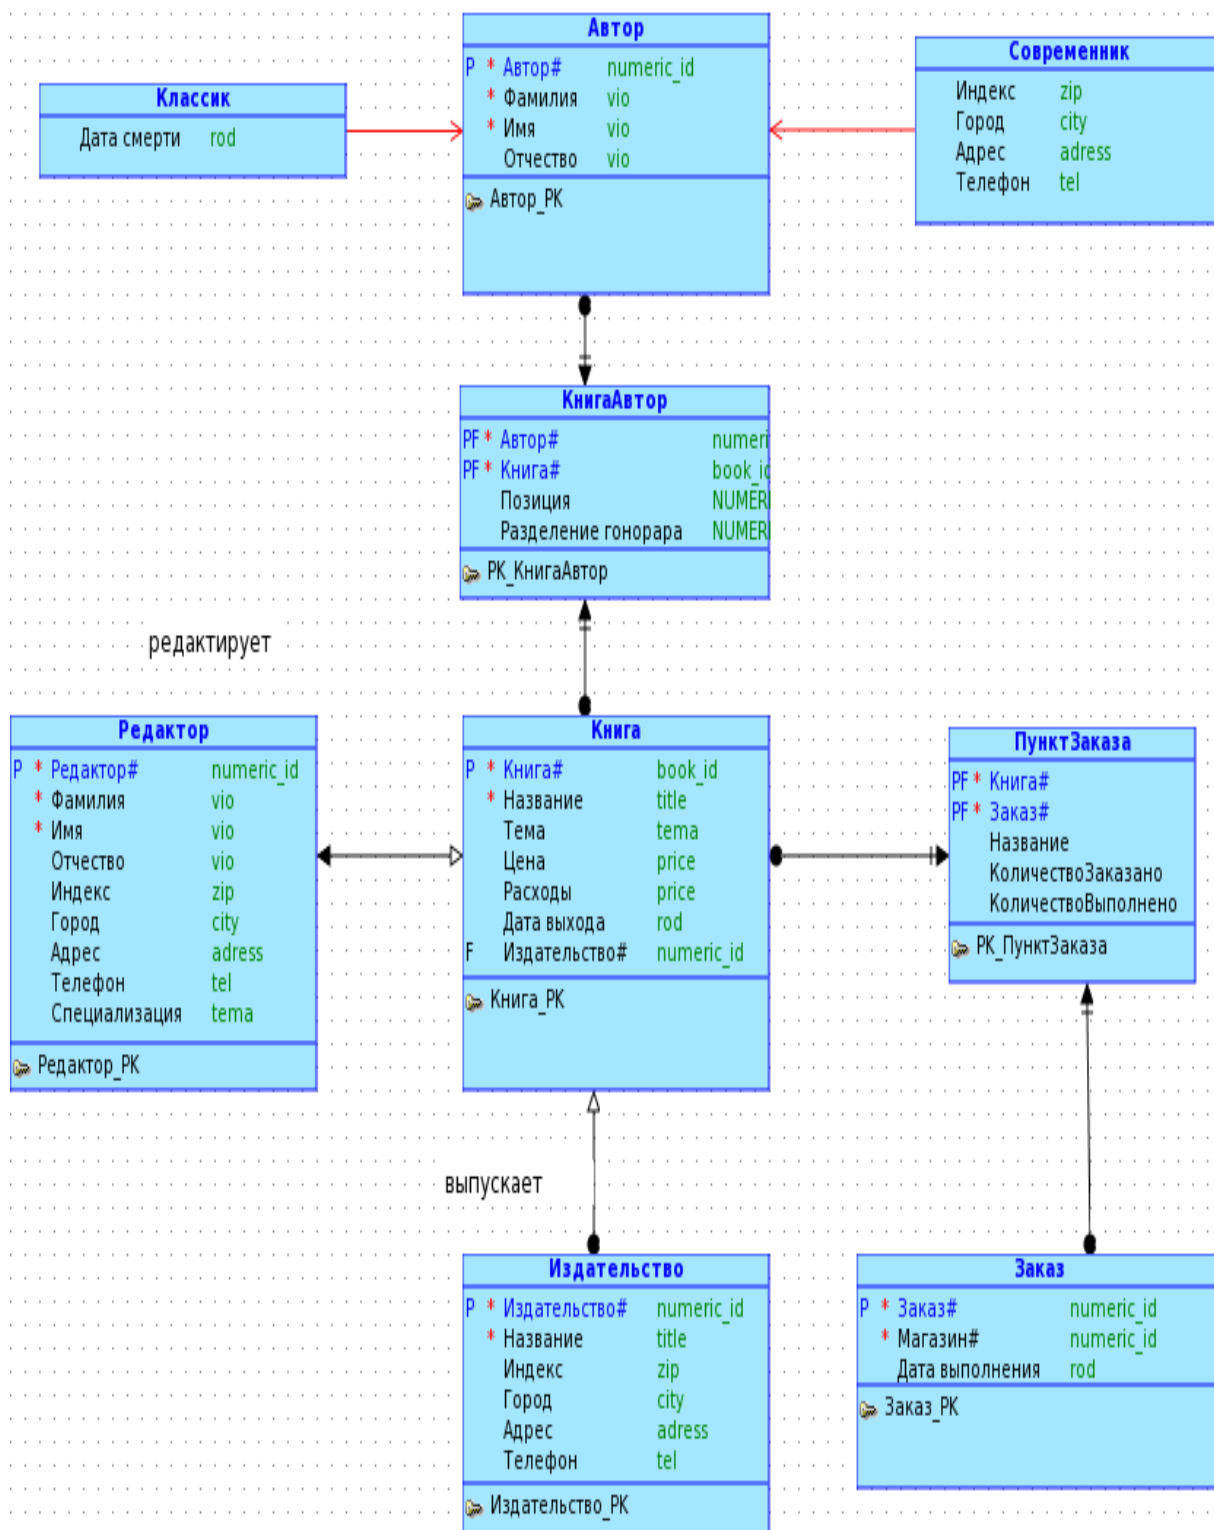 Автор
P * Автор# numeric_id
* Фамилия vio
* Имя vio
Отчество vio
Автор_PK
Классик
Дата смерти rod
Современник
Индекс zip
Город city
Адрес adress
Телефон tel
КнигаАвтор
PF * Автор# numeri
PF * Книга# book_id
Позиция NUMER
Разделение гонорара NUMER
PK_КнигаАвтор
редактирует
Редактор
P * Редактор# numeric_id
* Фамилия vio
* Имя vio
Отчество vio
Индекс zip
Город city
Адрес adress
Телефон tel
Специализация tema
Редактор_PK
Книга
P * Книга# book_id
* Название title
Тема tema
Цена price
Расходы price
Дата выхода rod
F Издательство# numeric_id
Книга_PK
ПунктЗаказа
PF * Книга#
PF * Заказ#
Название
КоличествоЗаказано
КоличествоВыполнено
PK_ПунктЗаказа
выпускает
Издательство
P * Издательство# numeric_id
* Название title
Индекс zip
Город city
Адрес adress
Телефон tel
Издательство_PK
Заказ
P * Заказ# numeric_id
* Магазин# numeric_id
Дата выполнения rod
Заказ_PK